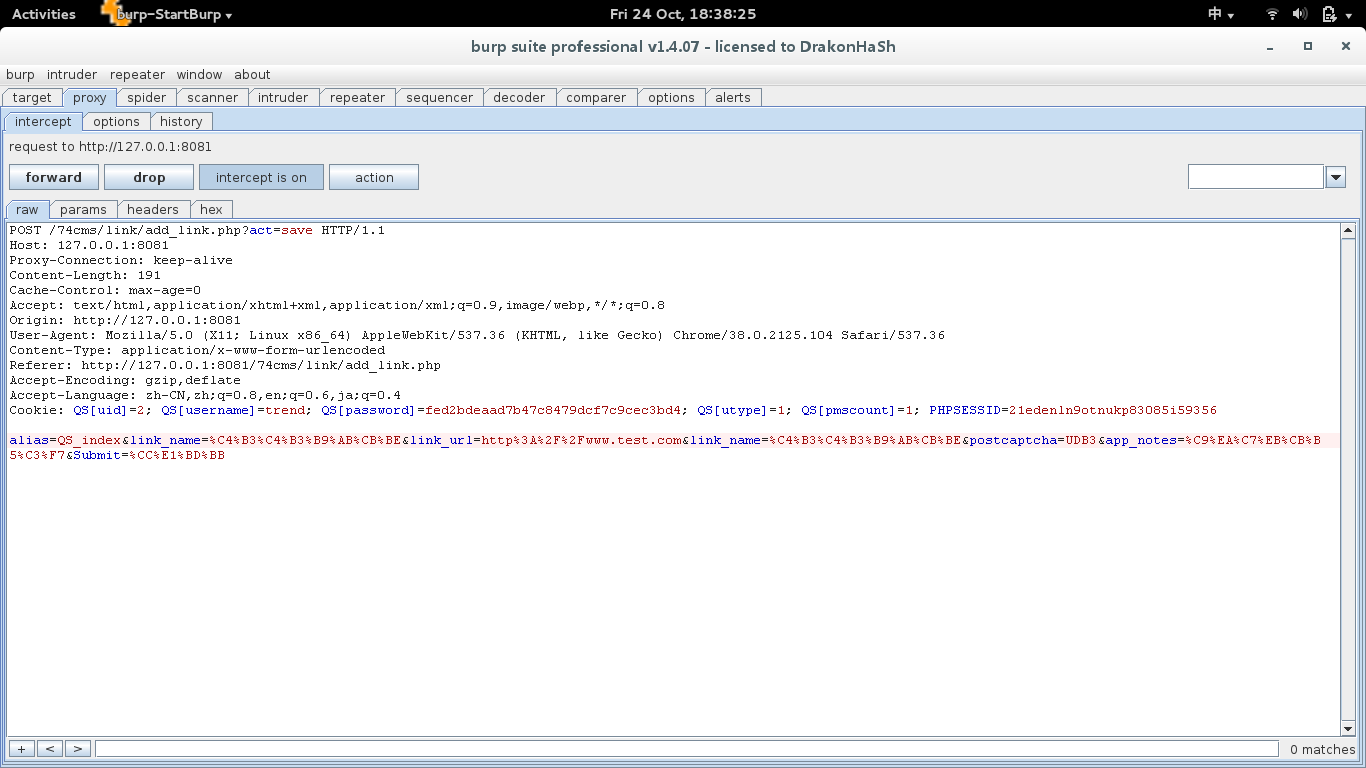 Activities burp-StartBurp Fri 24 Oct, 18:38:25 中
burp suite professional v1.4.07 - licensed to DrakonHaSh
burp intruder repeater window about
target proxy spider scanner intruder repeater sequencer decoder comparer options alerts
intercept options history
request to http://127.0.0.1:8081
forward drop intercept is on action
raw params headers hex
POST /74cms/link/add_link.php?act=save HTTP/1.1
Host: 127.0.0.1:8081
Proxy-Connection: keep-alive
Content-Length: 191
Cache-Control: max-age=0
Accept: text/html,application/xhtml+xml,application/xml;q=0.9,image/webp,*/*;q=0.8
Origin: http://127.0.0.1:8081
User-Agent: Mozilla/5.0 (X11; Linux x86_64) AppleWebKit/537.36 (KHTML, like Gecko) Chrome/38.0.2125.104 Safari/537.36
Content-Type: application/x-www-form-urlencoded
Referer: http://127.0.0.1:8081/74cms/link/add_link.php
Accept-Encoding: gzip,deflate
Accept-Language: zh-CN,zh;q=0.8,en;q=0.6,ja;q=0.4
Cookie: QS[uid]=2; QS[username]=trend; QS[password]=fed2bdeaad7b47c8479dcf7c9cec3bd4; QS[utype]=1; QS[pmscount]=1; PHPSESSID=21eden1n9otnukp83085i59356
alias=QS_index&link_name=%C4%B3%C4%B3%B9%AB%CB%BE&link_url=http%3A%2F%2Fwww.test.com&link_name=%C4%B3%C4%B3%B9%AB%CB%BE&postcaptcha=UDB3&app_notes=%C9%EA%C7%EB%CB%B
5%C3%F7&Submit=%CC%E1%BD%BB
+ < > 0 matches